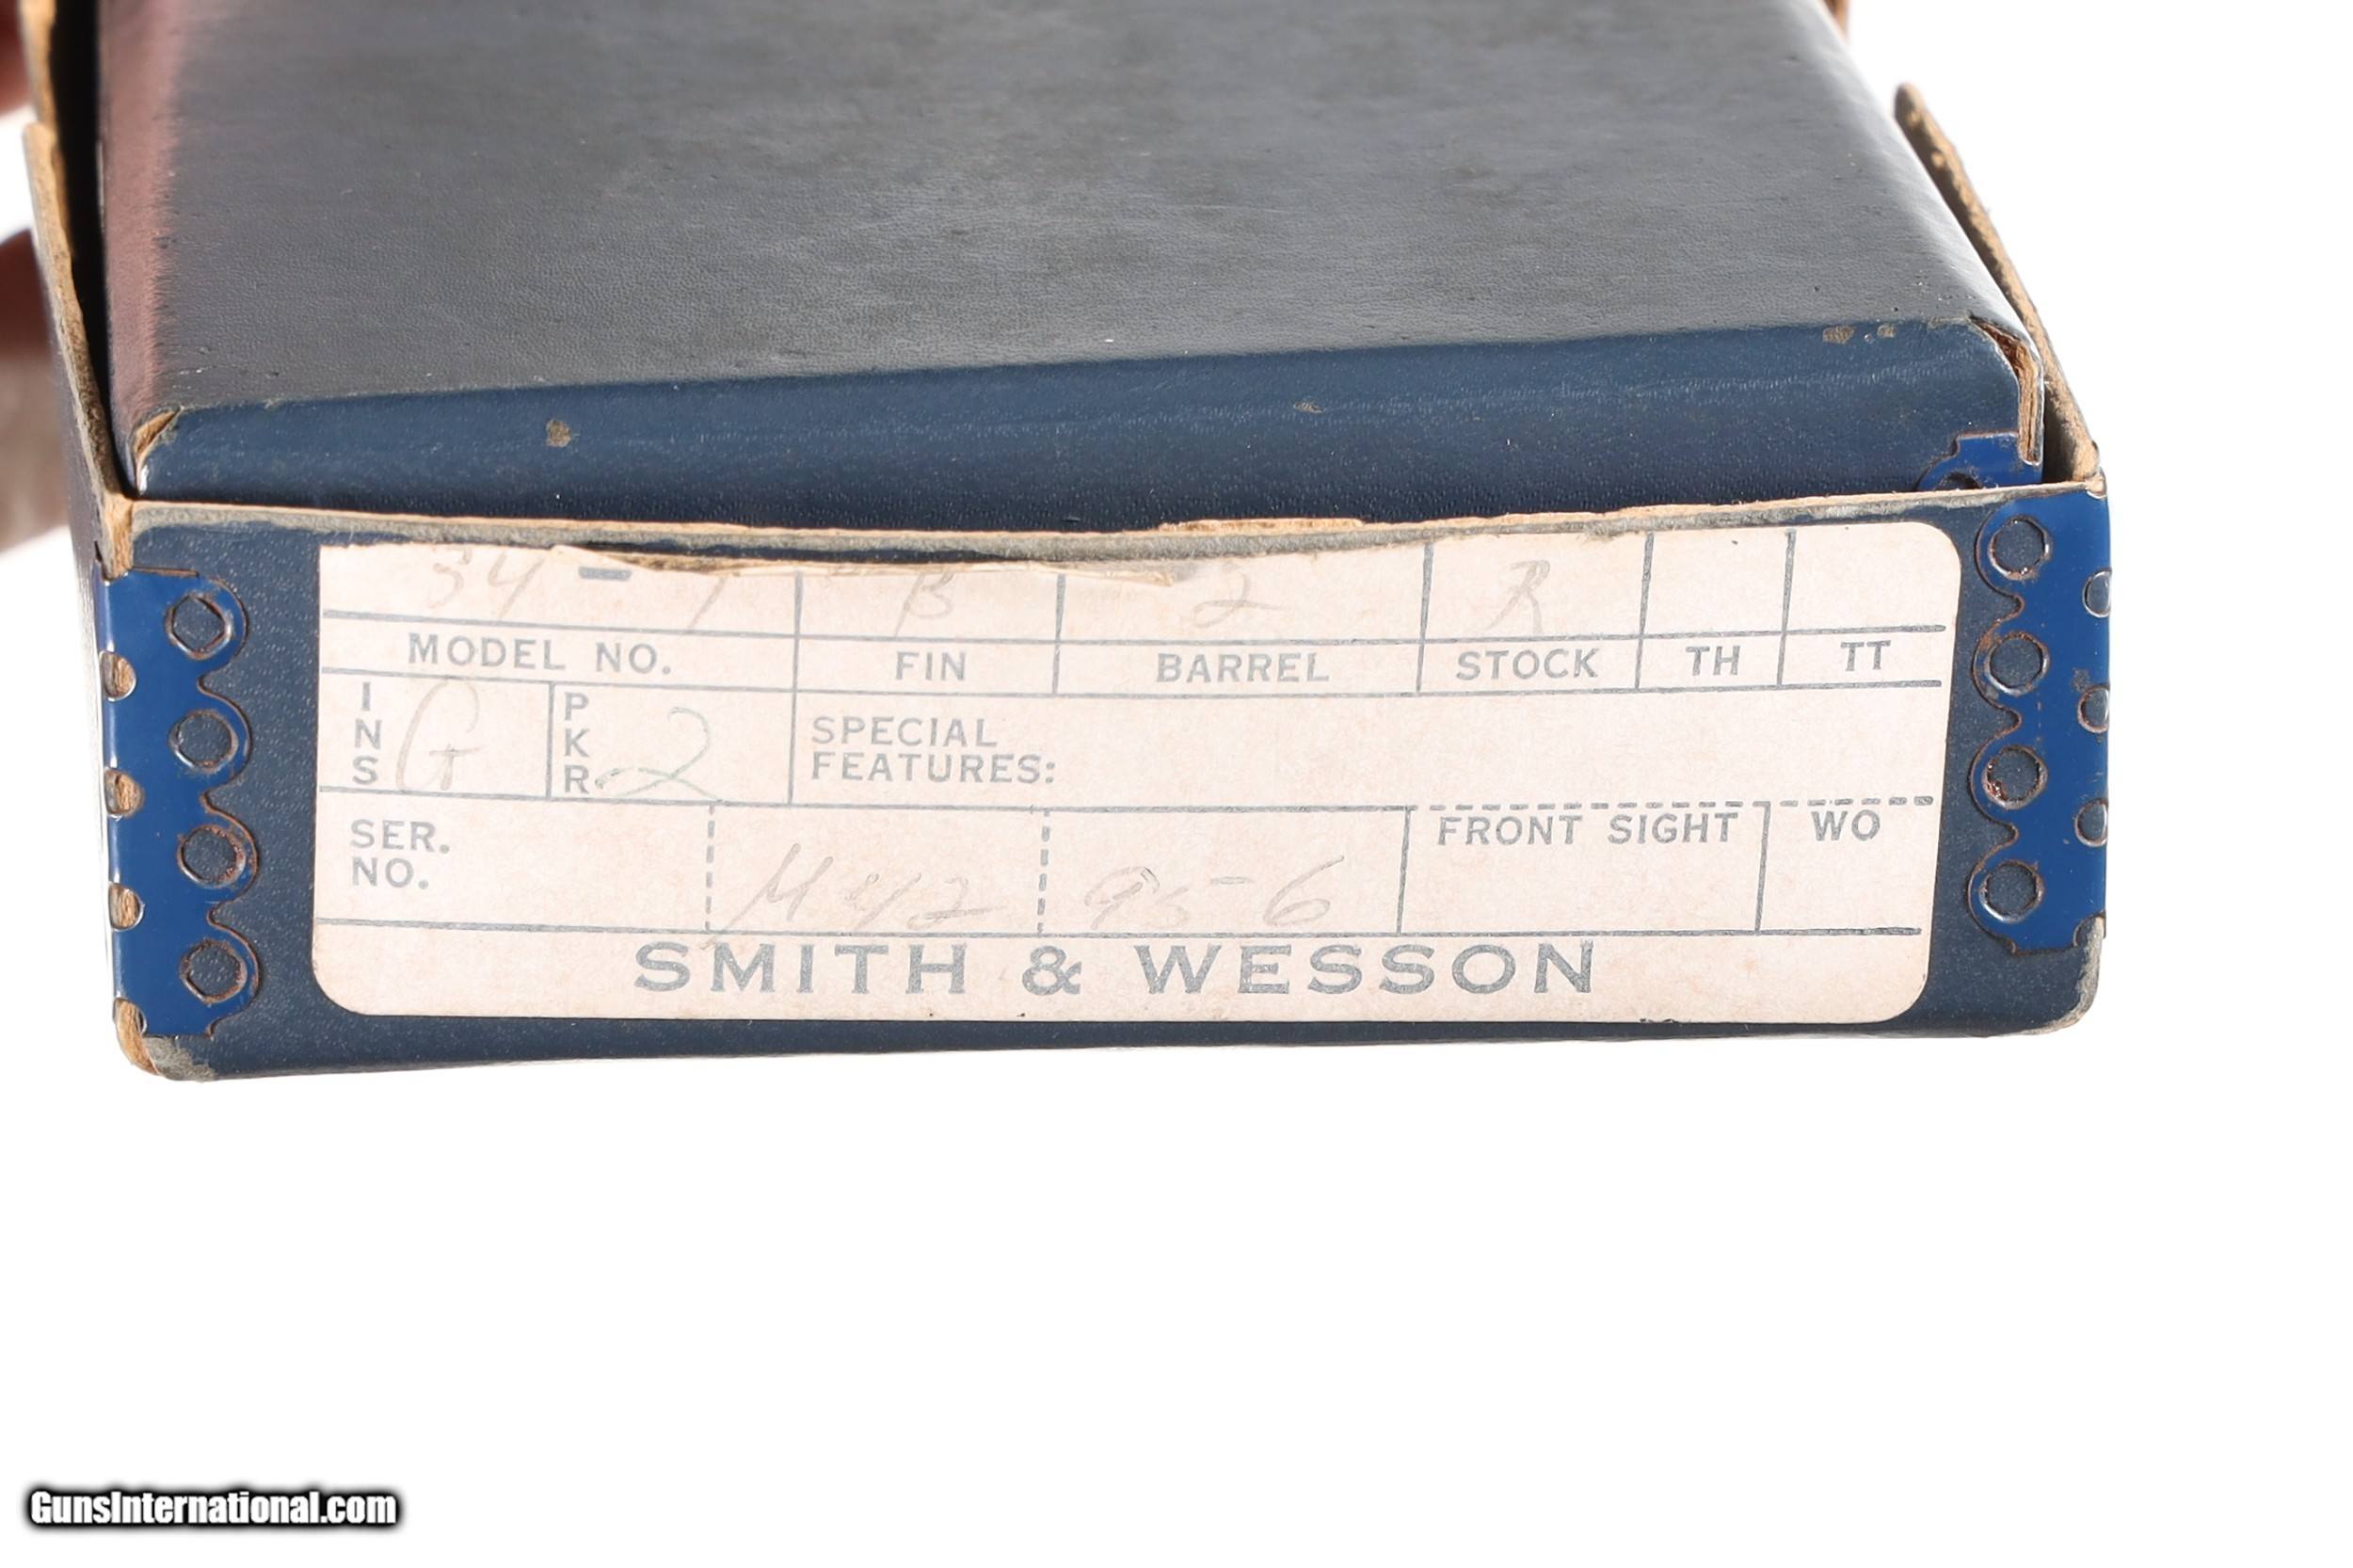 34-1 B 2 R
MODEL NO. FIN BARREL STOCK TH TT
INS G PKR 2 SPECIAL
FEATURES:
SER.
NO. M42 95-6 FRONT SIGHT WO
SMITH & WESSON
GunsInternational.com